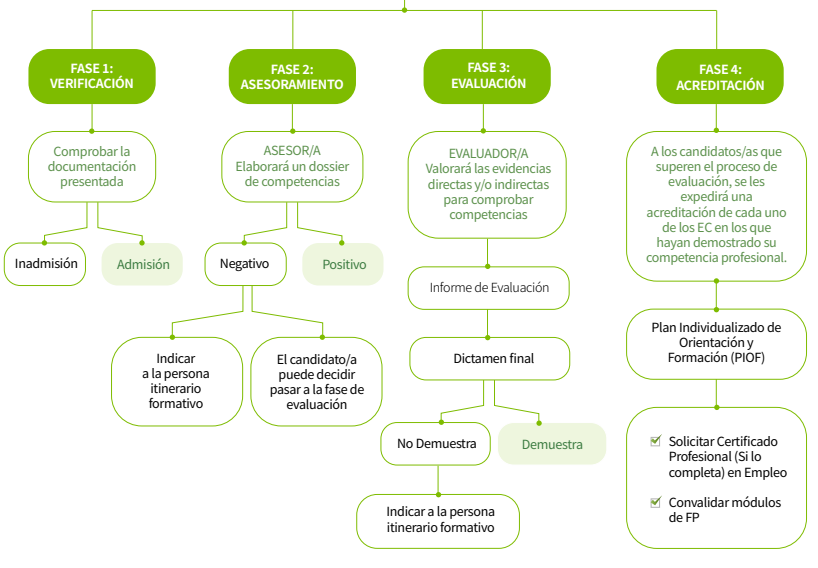 FASE 1:
VERIFICACIÓN
Comprobar la
documentación
presentada
Inadmisión
Admisión
FASE 2:
ASESORAMIENTO
ASESOR/A
Elaborará un dossier
de competencias
Negativo
Positivo
Indicar
a la persona
itinerario
formativo
El candidato/a
puede decidir
pasar a la fase de
evaluación
FASE 3:
EVALUACIÓN
EVALUADOR/A
Valorará las evidencias
directas y/o indirectas
para comprobar
competencias
Informe de Evaluación
Dictamen final
No Demuestra
Demuestra
Indicar a la persona
itinerario formativo
FASE 4:
ACREDITACIÓN
A los candidatos/as que
superen el proceso de
evaluación, se les
expedirá una
acreditación de cada uno
de los EC en los que
hayan demostrado su
competencia profesional.
Plan Individualizado de
Orientación y
Formación (PIOF)
Solicitar Certificado
Profesional (Si lo
completa) en Empleo
Convalidar módulos
de FP